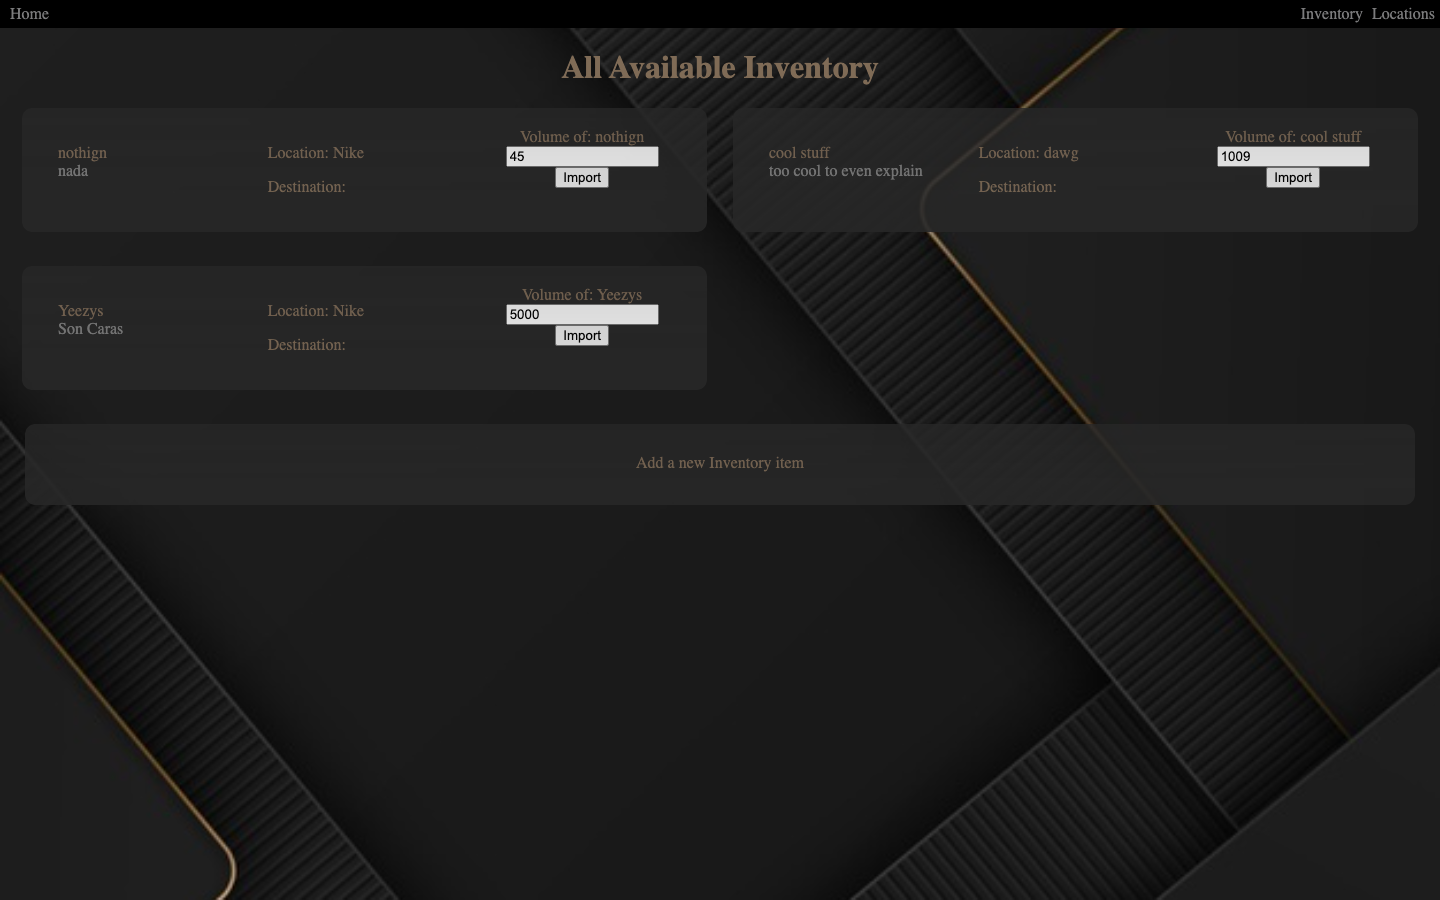 Home
Inventory Locations
All Available Inventory
nothign
nada
Location: Nike
Destination:
Volume of: nothign
45
Import
cool stuff
too cool to even explain
Location: dawg
Destination:
Volume of: cool stuff
1009
Import
Yeezys
Son Caras
Location: Nike
Destination:
Volume of: Yeezys
5000
Import
Add a new Inventory item